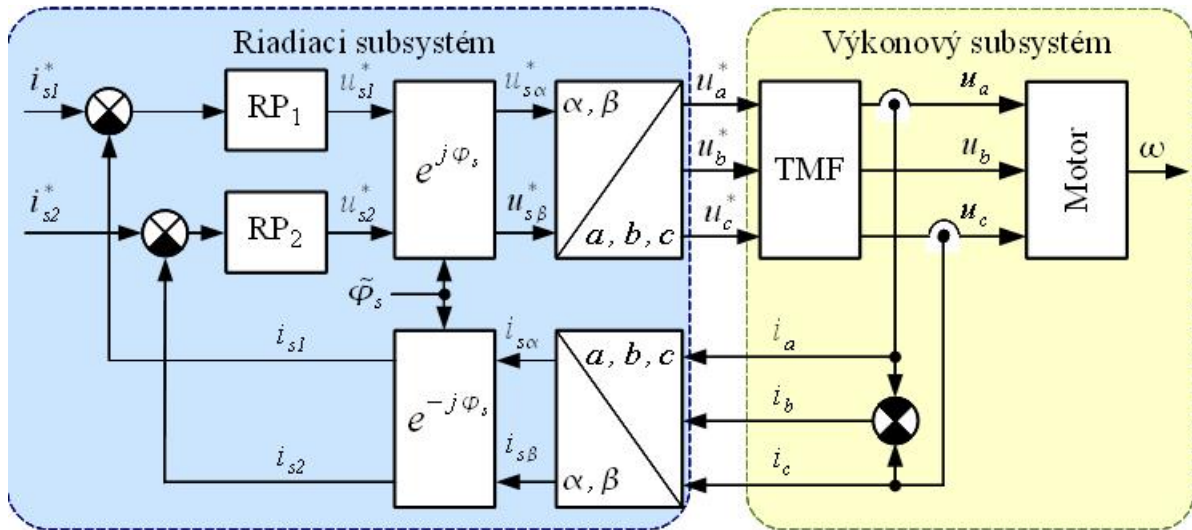 Riadiaci subsystém
Výkonový subsystém
i*s1
RP1
u*s1
e^jφs
u*sα
α, β
a, b, c
u*a
TMF
ua
Motor
ω
i*s2
RP2
u*s2
u*sβ
u*b
ub
u*c
uc
φ̃s
is1
e^-jφs
isα
a, b, c
α, β
ia
ib
is2
isβ
ic